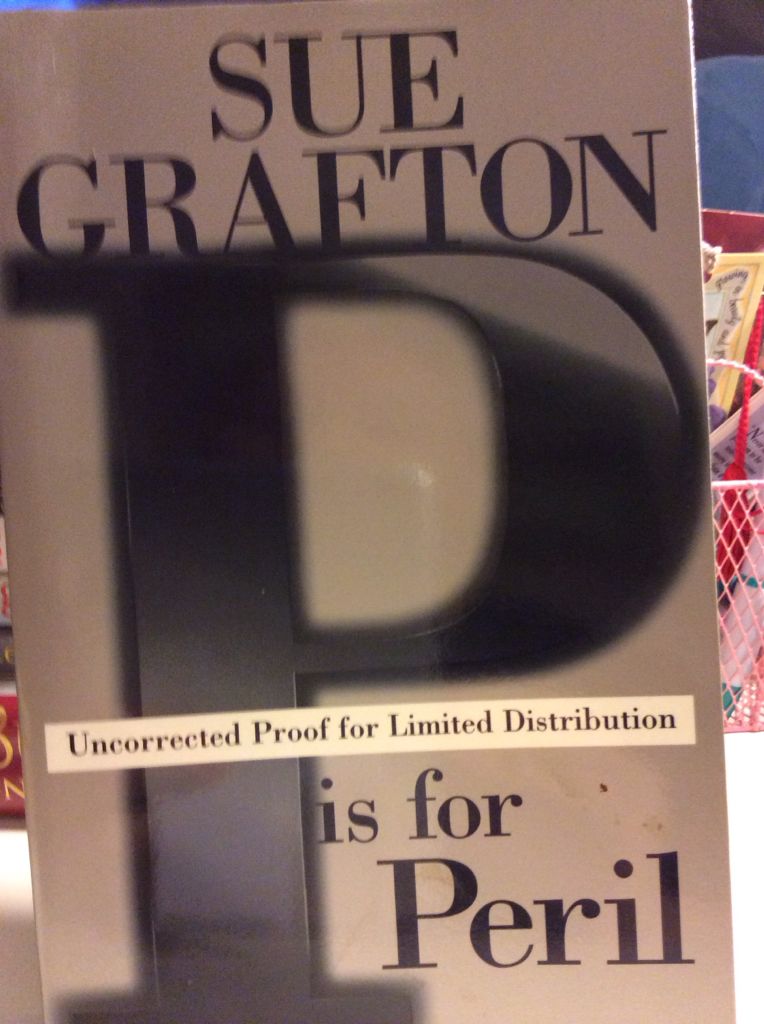 SUE
GRAFTON
P
Uncorrected Proof for Limited Distribution
is for
Peril